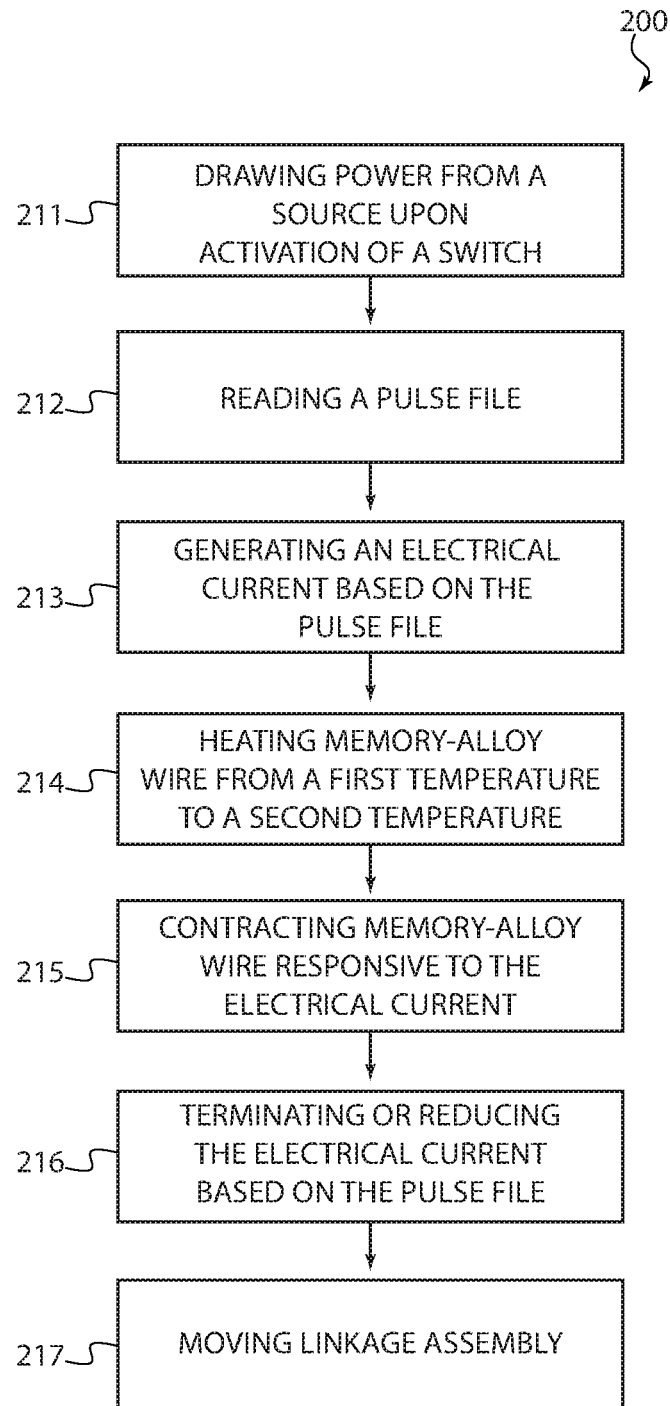 200
211
DRAWING POWER FROM A
SOURCE UPON
ACTIVATION OF A SWITCH
212
READING A PULSE FILE
213
GENERATING AN ELECTRICAL
CURRENT BASED ON THE
PULSE FILE
214
HEATING MEMORY-ALLOY
WIRE FROM A FIRST TEMPERATURE
TO A SECOND TEMPERATURE
215
CONTRACTING MEMORY-ALLOY
WIRE RESPONSIVE TO THE
ELECTRICAL CURRENT
216
TERMINATING OR REDUCING
THE ELECTRICAL CURRENT
BASED ON THE PULSE FILE
217
MOVING LINKAGE ASSEMBLY